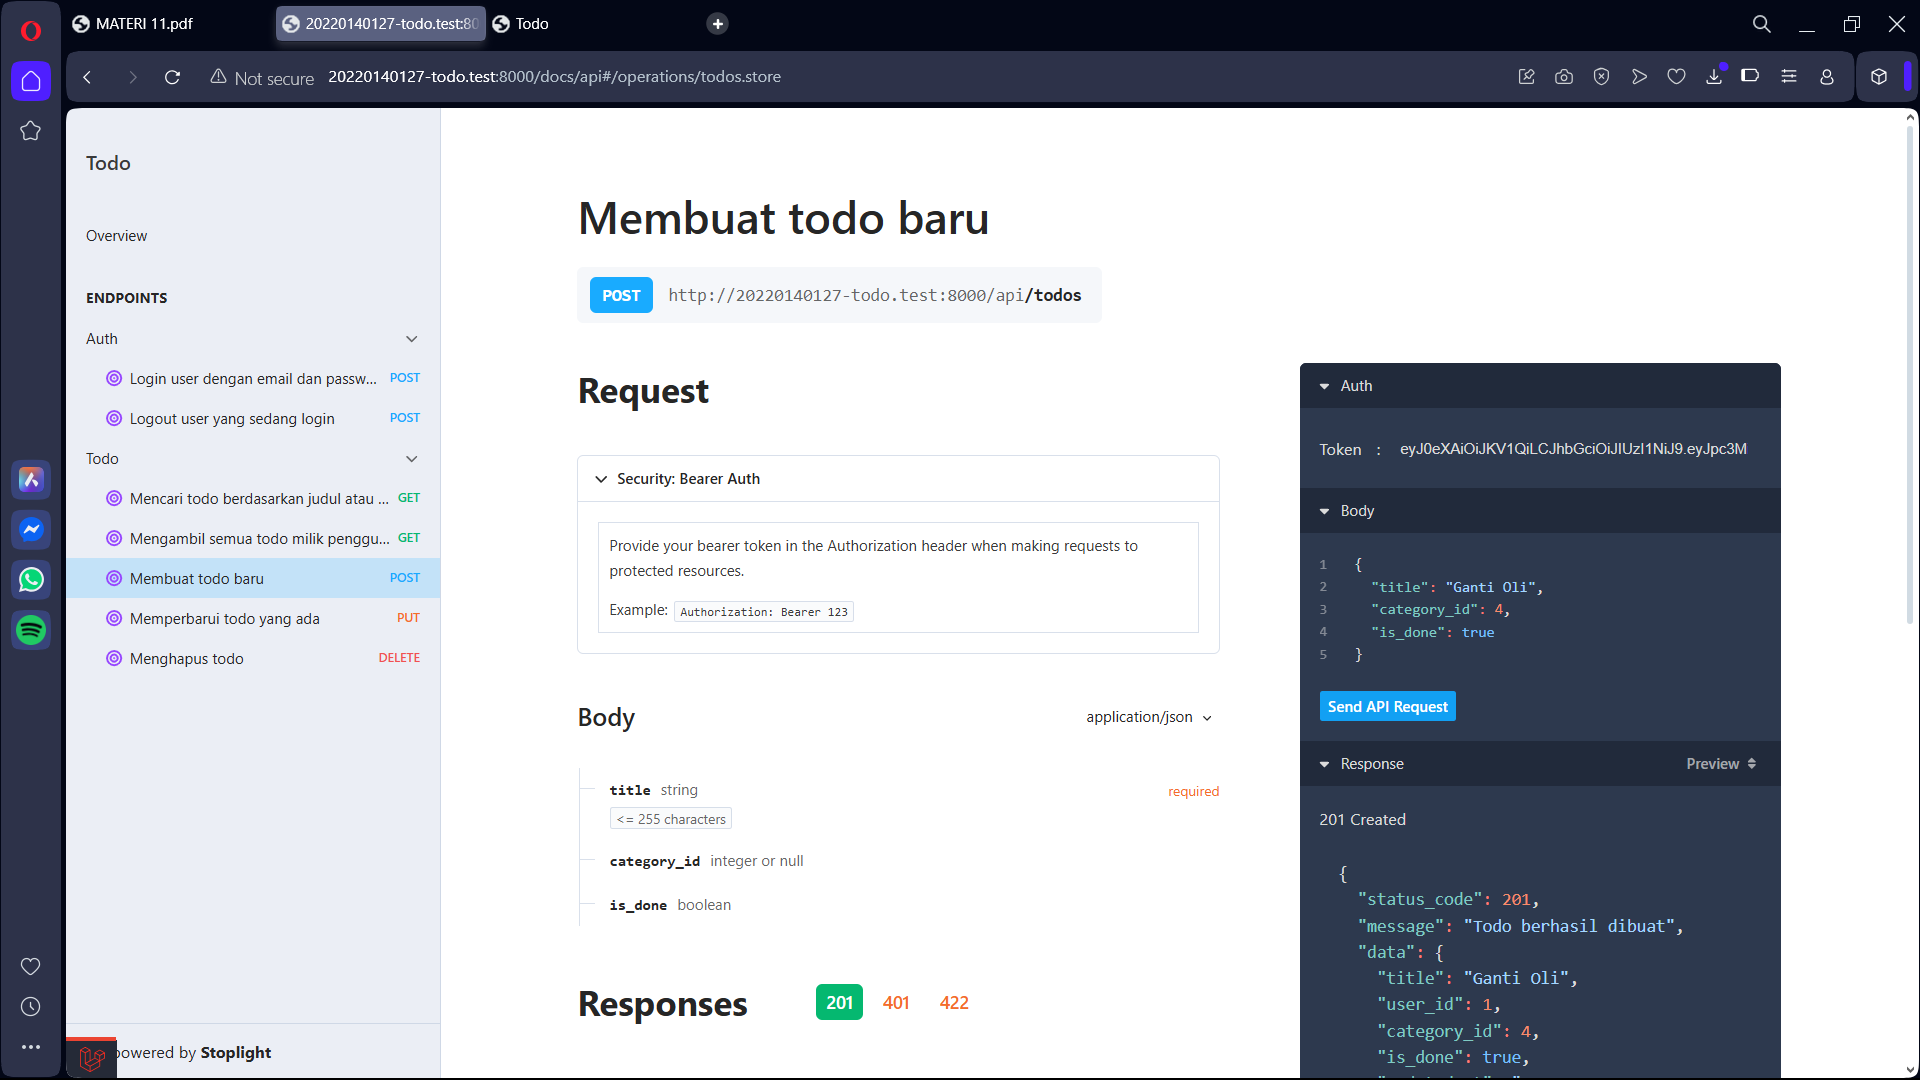 MATERI 11.pdf
20220140127-todo.test:80
Todo
Not secure
20220140127-todo.test:8000/docs/api#/operations/todos.store
Todo
Overview
ENDPOINTS
Auth
Login user dengan email dan passw... POST
Logout user yang sedang login POST
Todo
Mencari todo berdasarkan judul atau ... GET
Mengambil semua todo milik penggu... GET
Membuat todo baru POST
Memperbarui todo yang ada PUT
Menghapus todo DELETE
powered by Stoplight
Membuat todo baru
POST http://20220140127-todo.test:8000/api/todos
Request
Security: Bearer Auth
Provide your bearer token in the Authorization header when making requests to
protected resources.
Example: Authorization: Bearer 123
Body application/json
title string required
<= 255 characters
category_id integer or null
is_done boolean
Responses 201 401 422
Auth
Token : eyJ0eXAiOiJKV1QiLCJhbGciOiJIUzI1NiJ9.eyJpc3M
Body
1 {
2 "title": "Ganti Oli",
3 "category_id": 4,
4 "is_done": true
5 }
Send API Request
Response Preview
201 Created
{
"status_code": 201,
"message": "Todo berhasil dibuat",
"data": {
"title": "Ganti Oli",
"user_id": 1,
"category_id": 4,
"is_done": true,